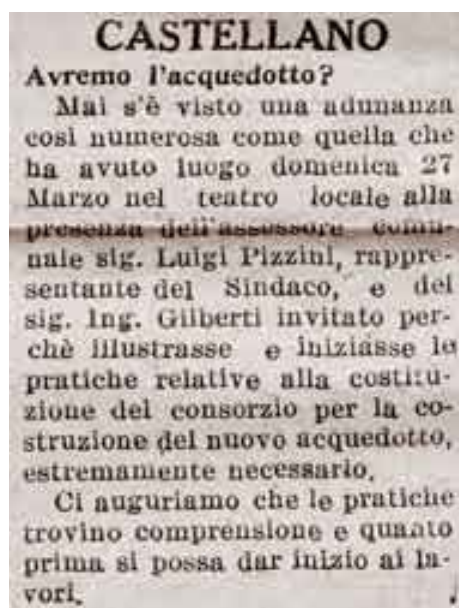 CASTELLANO
Avremo l'acquedotto?
Mai s'è visto una adunanza
così numerosa come quella che
ha avuto luogo domenica 27
Marzo nel teatro locale alla
presenza dell'assessore comu-
nale sig. Luigi Pizzini, rappre-
sentante del Sindaco, e del
sig. Ing. Gilberti invitato per-
chè illustrasse e iniziasse le
pratiche relative alla costitu-
zione del consorzio per la co-
struzione del nuovo acquedotto,
estremamente necessario.
Ci auguriamo che le pratiche
trovino comprensione e quanto
prima si possa dar inizio ai la-
vori.